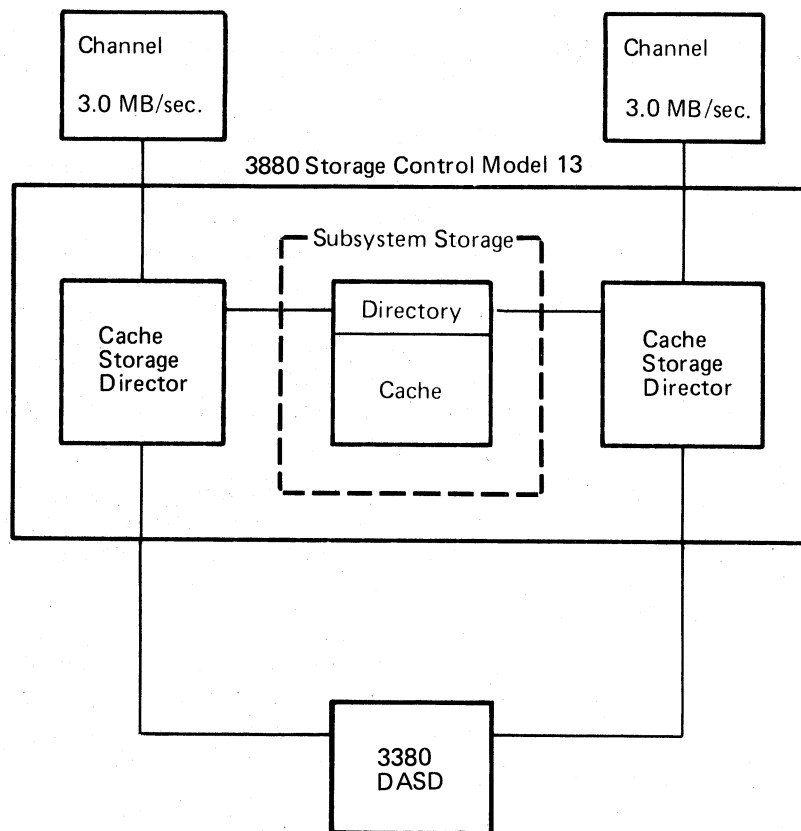 Channel
3.0 MB/sec.
Channel
3.0 MB/sec.
3880 Storage Control Model 13
Subsystem Storage
Directory
Cache
Cache
Storage
Director
Cache
Storage
Director
3380
DASD